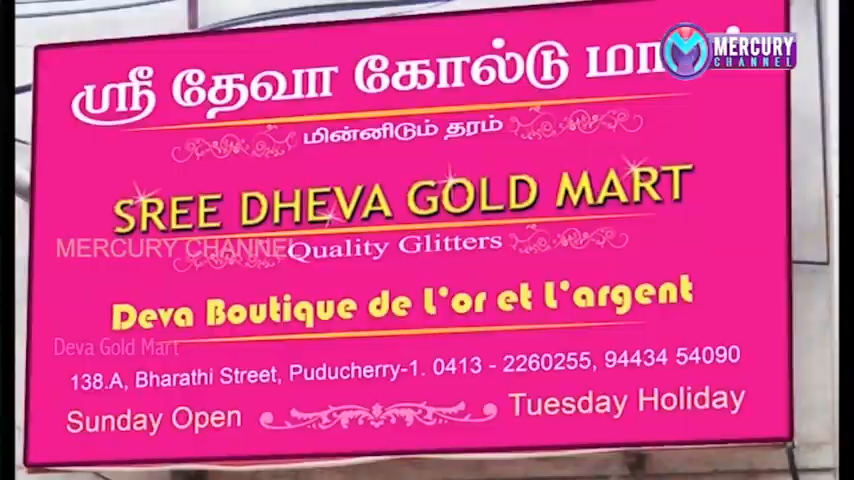 MERCURY
CHANNEL
ஸ்ரீ தேவா கோல்டு
மின்னிடும் தரம்
SREE DHEVA GOLD MART
MERCURY CHANNEL
Quality Glitters
Deva Boutique de L'or et L'argent
Deva Gold Mart
138.A, Bharathi Street, Puducherry-1. 0413 - 2260255, 94434 54090
Sunday Open Tuesday Holiday